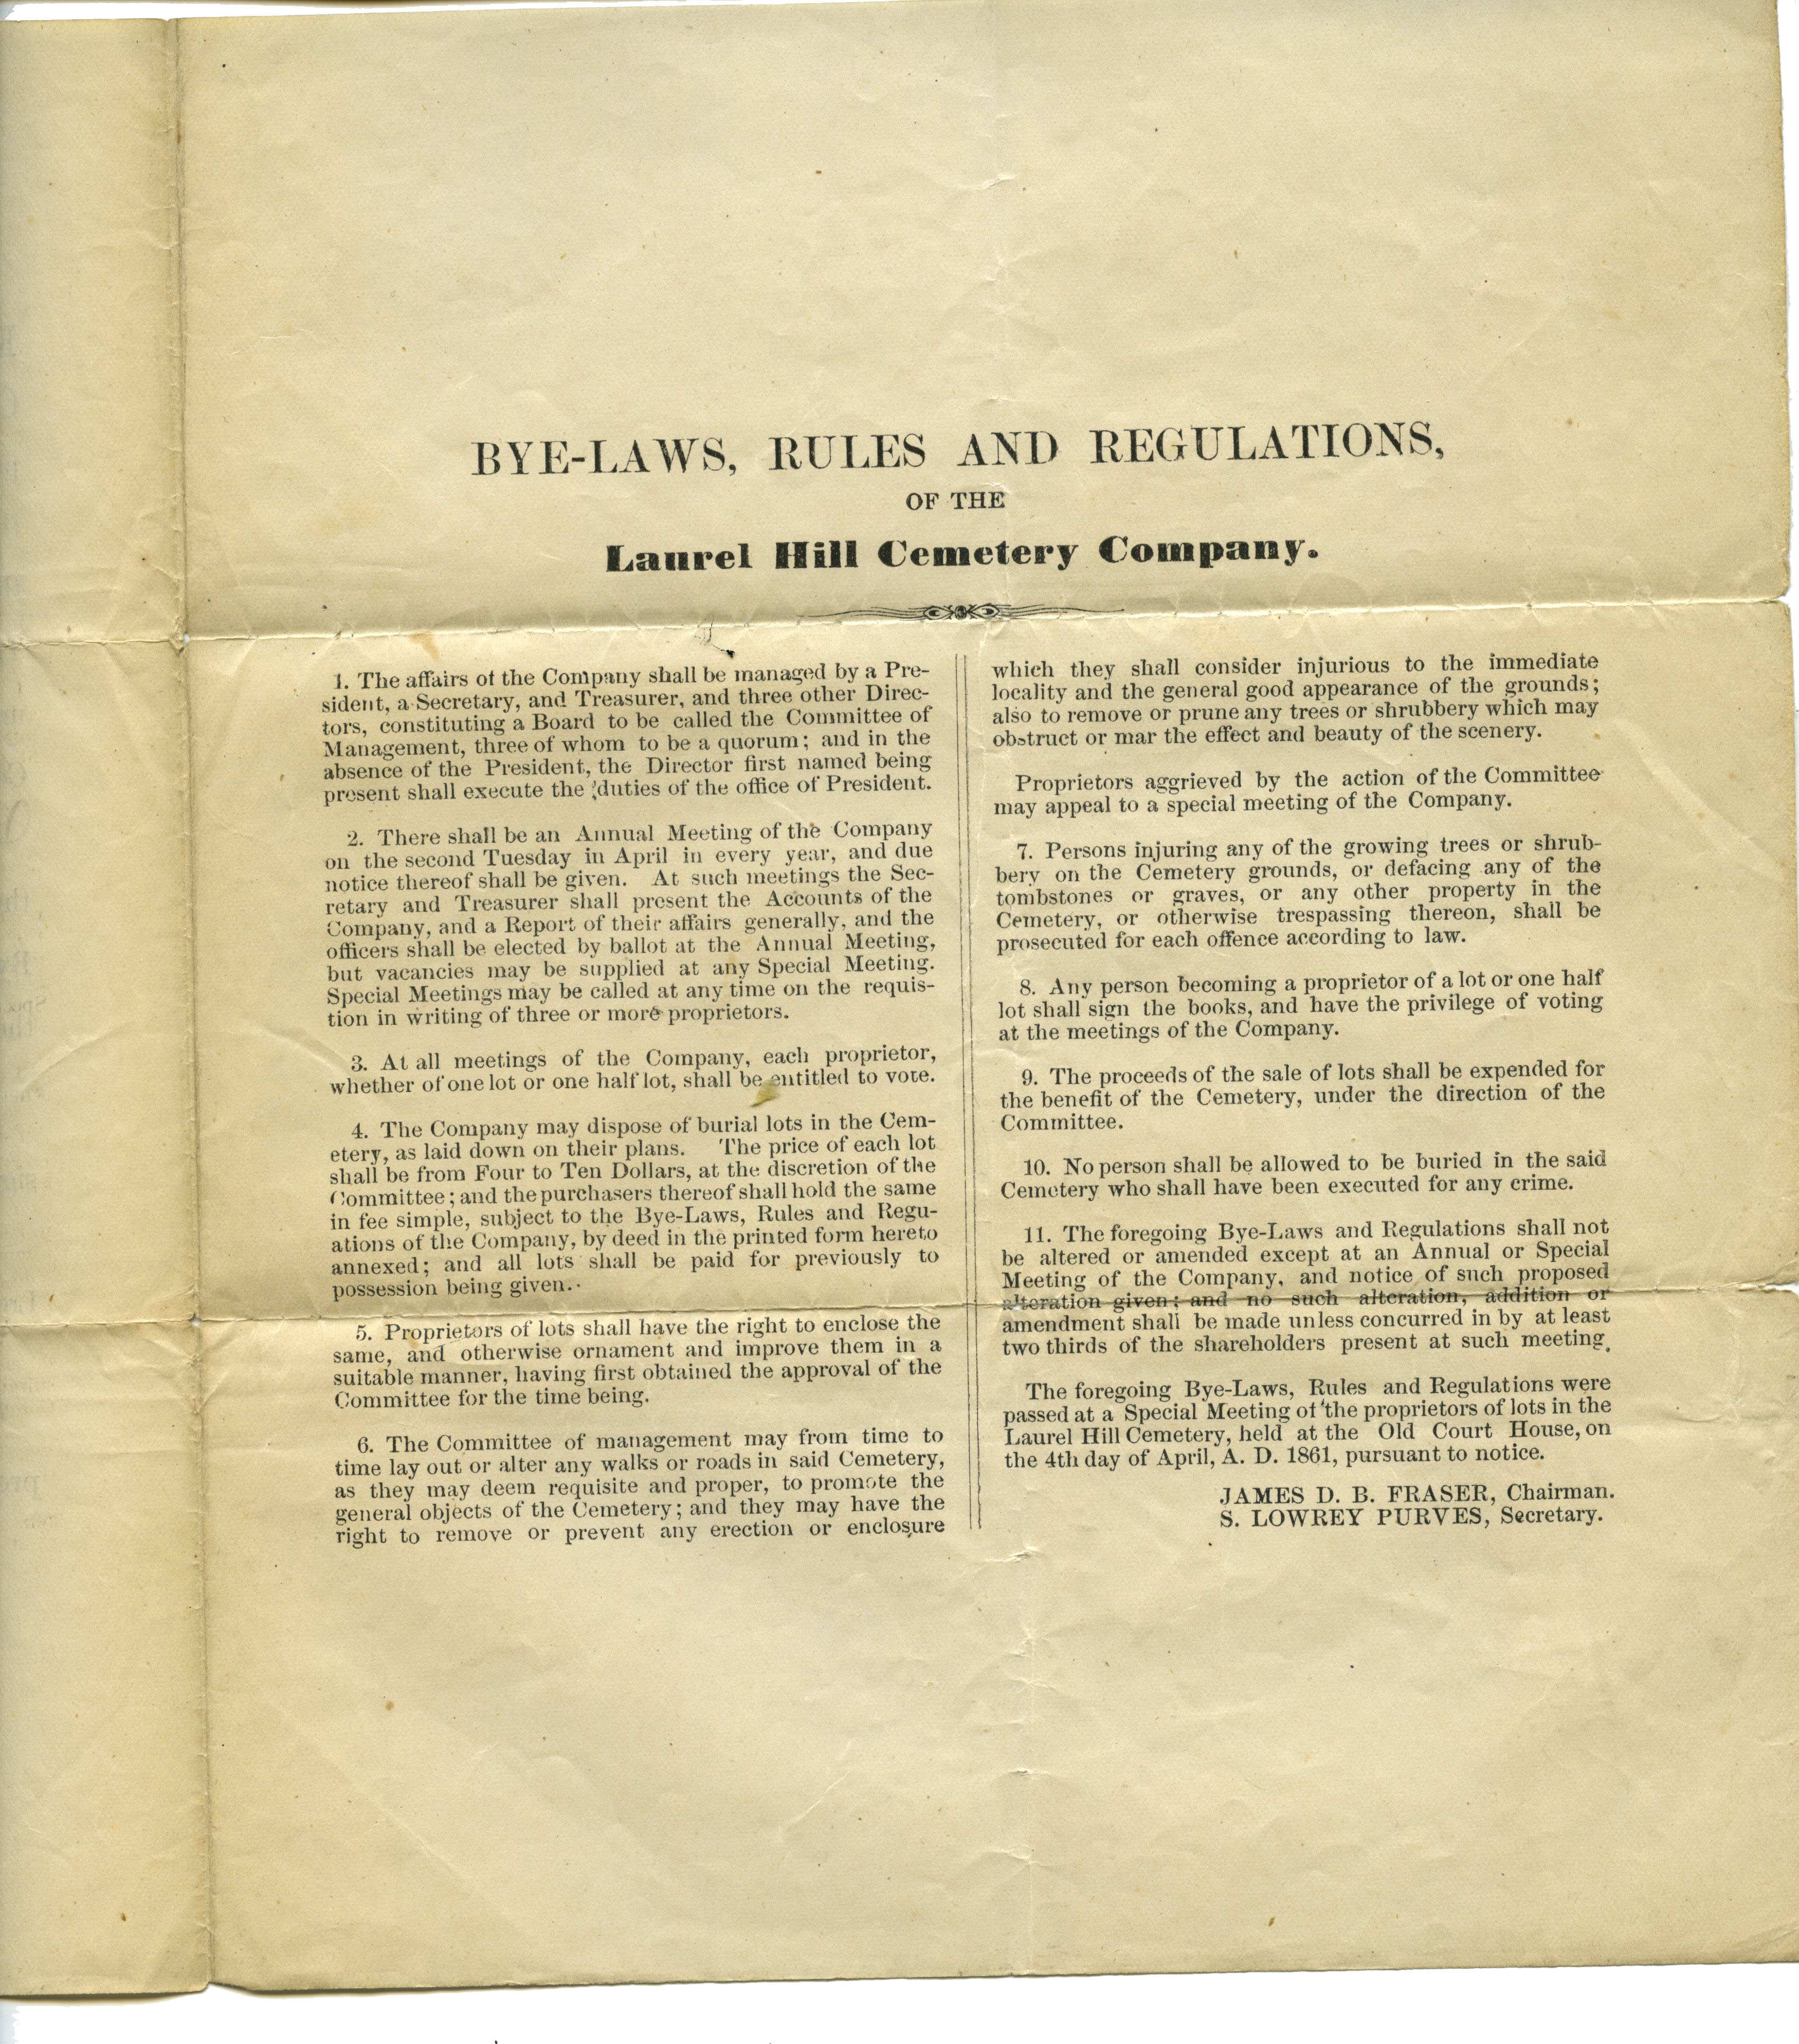 BYE-LAWS, RULES AND REGULATIONS,
OF THE
Laurel Hill Cemetery Company.
1. The affairs of the Company shall be managed by a Pre-
sident, a Secretary, and Treasurer, and three other Direc-
tors, constituting a Board to be called the Committee of
Management, three of whom to be a quorum; and in the
absence of the President, the Director first named being
present shall execute the duties of the office of President.
2. There shall be an Annual Meeting of the Company
on the second Tuesday in April in every year, and due
notice thereof shall be given. At such meetings the Sec-
retary and Treasurer shall present the Accounts of the
Company, and a Report of their affairs generally, and the
officers shall be elected by ballot at the Annual Meeting,
but vacancies may be supplied at any Special Meeting.
Special Meetings may be called at any time on the requis-
tion in writing of three or more proprietors.
3. At all meetings of the Company, each proprietor,
whether of one lot or one half lot, shall be entitled to vote.
4. The Company may dispose of burial lots in the Cem-
etery, as laid down on their plans. The price of each lot
shall be from Four to Ten Dollars, at the discretion of the
Committee; and the purchasers thereof shall hold the same
in fee simple, subject to the Bye-Laws, Rules and Regu-
ations of the Company, by deed in the printed form hereto
annexed; and all lots shall be paid for previously to
possession being given.
5. Proprietors of lots shall have the right to enclose the
same, and otherwise ornament and improve them in a
suitable manner, having first obtained the approval of the
Committee for the time being.
6. The Committee of management may from time to
time lay out or alter any walks or roads in said Cemetery,
as they may deem requisite and proper, to promote the
general objects of the Cemetery; and they may have the
right to remove or prevent any erection or enclosure
which they shall consider injurious to the immediate
locality and the general good appearance of the grounds;
also to remove or prune any trees or shrubbery which may
obstruct or mar the effect and beauty of the scenery.
Proprietors aggrieved by the action of the Committee
may appeal to a special meeting of the Company.
7. Persons injuring any of the growing trees or shrub-
bery on the Cemetery grounds, or defacing any of the
tombstones or graves, or any other property in the
Cemetery, or otherwise trespassing thereon, shall be
prosecuted for each offence according to law.
8. Any person becoming a proprietor of a lot or one half
lot shall sign the books, and have the privilege of voting
at the meetings of the Company.
9. The proceeds of the sale of lots shall be expended for
the benefit of the Cemetery, under the direction of the
Committee.
10. No person shall be allowed to be buried in the said
Cemetery who shall have been executed for any crime.
11. The foregoing Bye-Laws and Regulations shall not
be altered or amended except at an Annual or Special
Meeting of the Company, and notice of such proposed
alteration given; and no such alteration, addition or
amendment shall be made unless concurred in by at least
two thirds of the shareholders present at such meeting.
The foregoing Bye-Laws, Rules and Regulations were
passed at a Special Meeting of the proprietors of lots in the
Laurel Hill Cemetery, held at the Old Court House, on
the 4th day of April, A. D. 1861, pursuant to notice.
JAMES D. B. FRASER, Chairman.
S. LOWREY PURVES, Secretary.